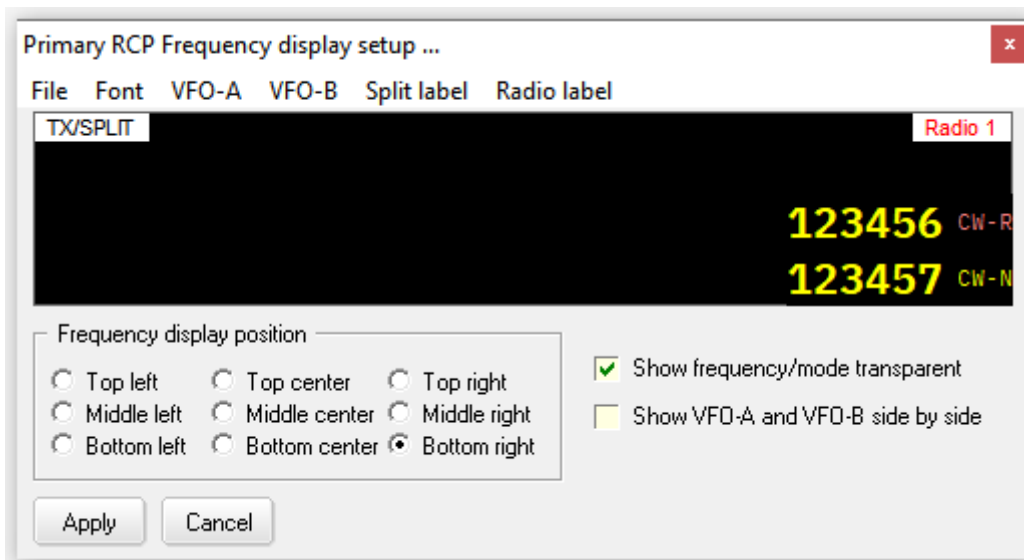 Primary RCP Frequency display setup ...
x
File Font VFO-A VFO-B Split label Radio label
TX/SPLIT Radio 1
123456 CW-R
123457 CW-N
Frequency display position
Top left Top center Top right
Middle left Middle center Middle right
Bottom left Bottom center Bottom right
Show frequency/mode transparent
Show VFO-A and VFO-B side by side
Apply Cancel